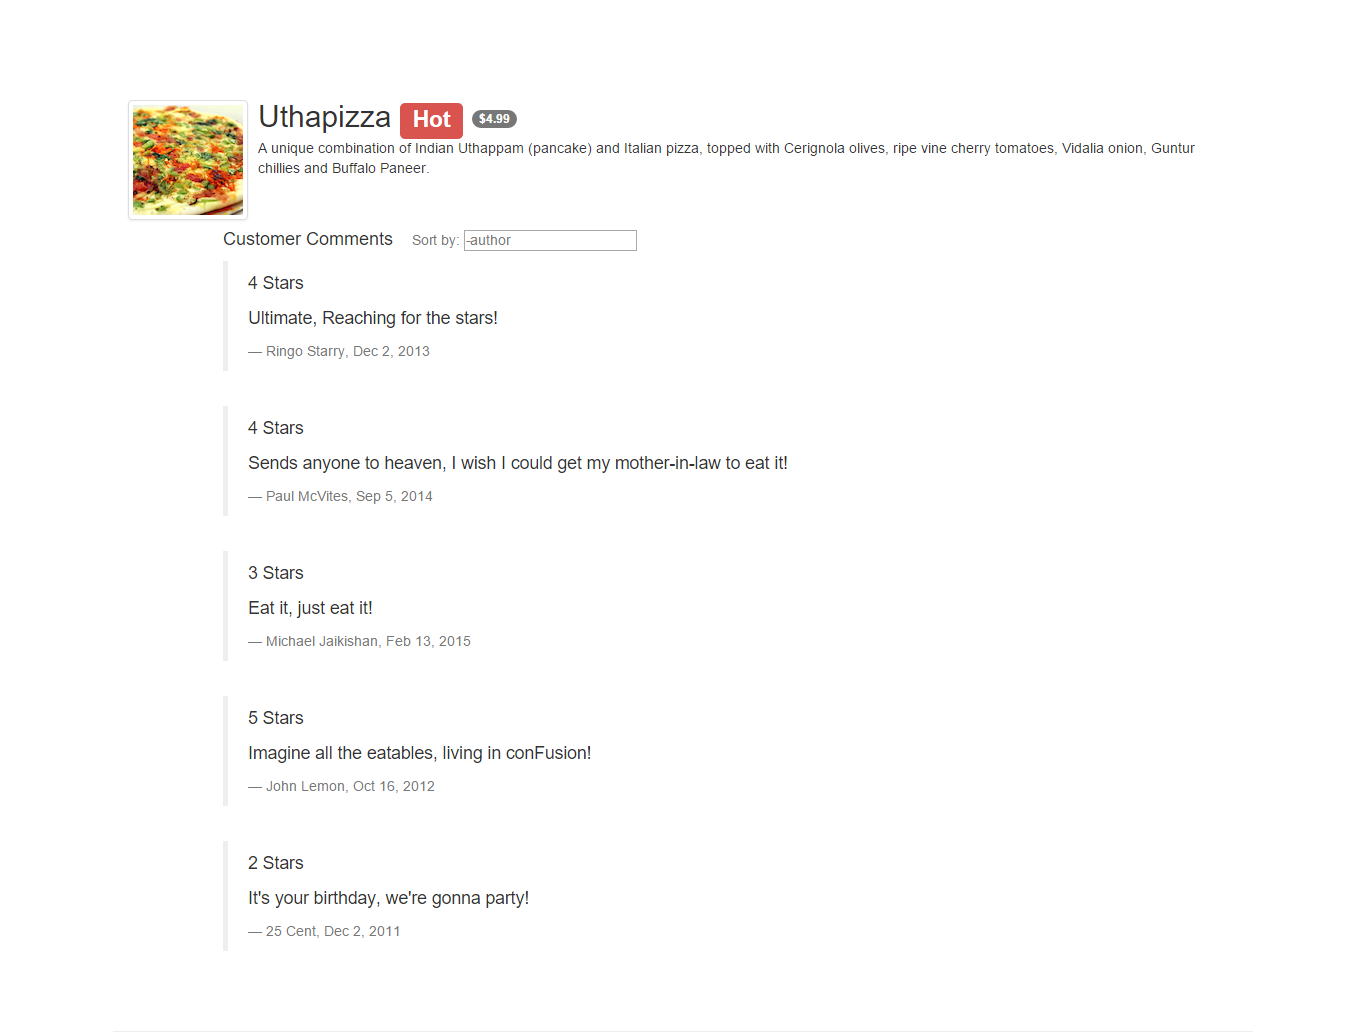 Uthapizza Hot $4.99
A unique combination of Indian Uthappam (pancake) and Italian pizza, topped with Cerignola olives, ripe vine cherry tomatoes, Vidalia onion, Guntur
chillies and Buffalo Paneer.
Customer Comments Sort by: -author
4 Stars
Ultimate, Reaching for the stars!
— Ringo Starry, Dec 2, 2013
4 Stars
Sends anyone to heaven, I wish I could get my mother-in-law to eat it!
— Paul McVites, Sep 5, 2014
3 Stars
Eat it, just eat it!
— Michael Jaikishan, Feb 13, 2015
5 Stars
Imagine all the eatables, living in conFusion!
— John Lemon, Oct 16, 2012
2 Stars
It's your birthday, we're gonna party!
— 25 Cent, Dec 2, 2011